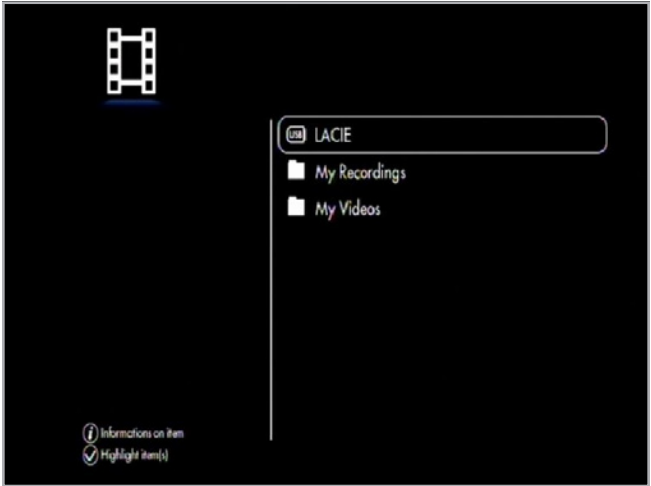 USB LACIE
My Recordings
My Videos
i Informations on item
Highlight item(s)